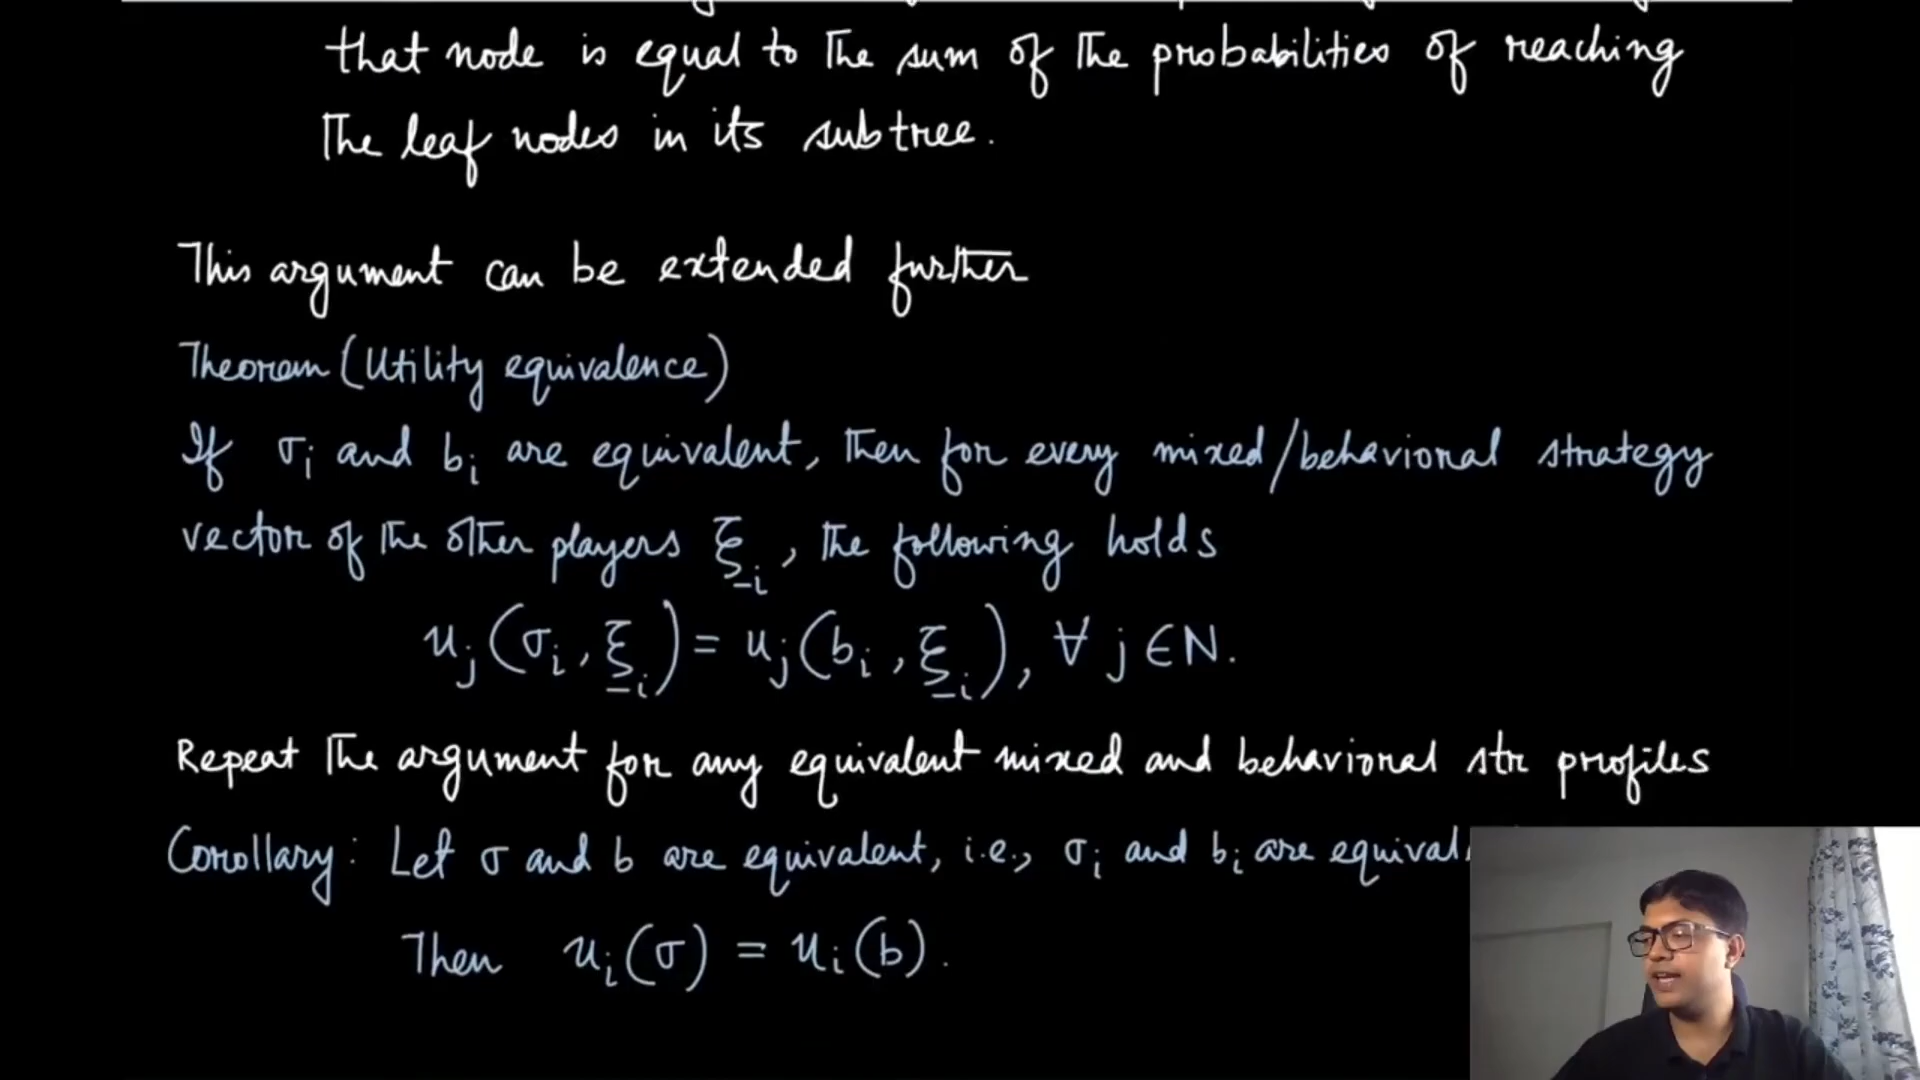 that node is equal to the sum of the probabilities of reaching
the leaf nodes in its subtree.
This argument can be extended further
Theorem (Utility equivalence)
If σi and bi are equivalent, then for every mixed/behavioral strategy
vector of the other players ξ_-i, the following holds
uj(σi, ξ_-i) = uj(bi, ξ_-i), ∀ j ∈ N.
Repeat the argument for any equivalent mixed and behavioral str profiles
Corollary: Let σ and b are equivalent, i.e., σi and bi are equival
Then ui(σ) = ui(b).